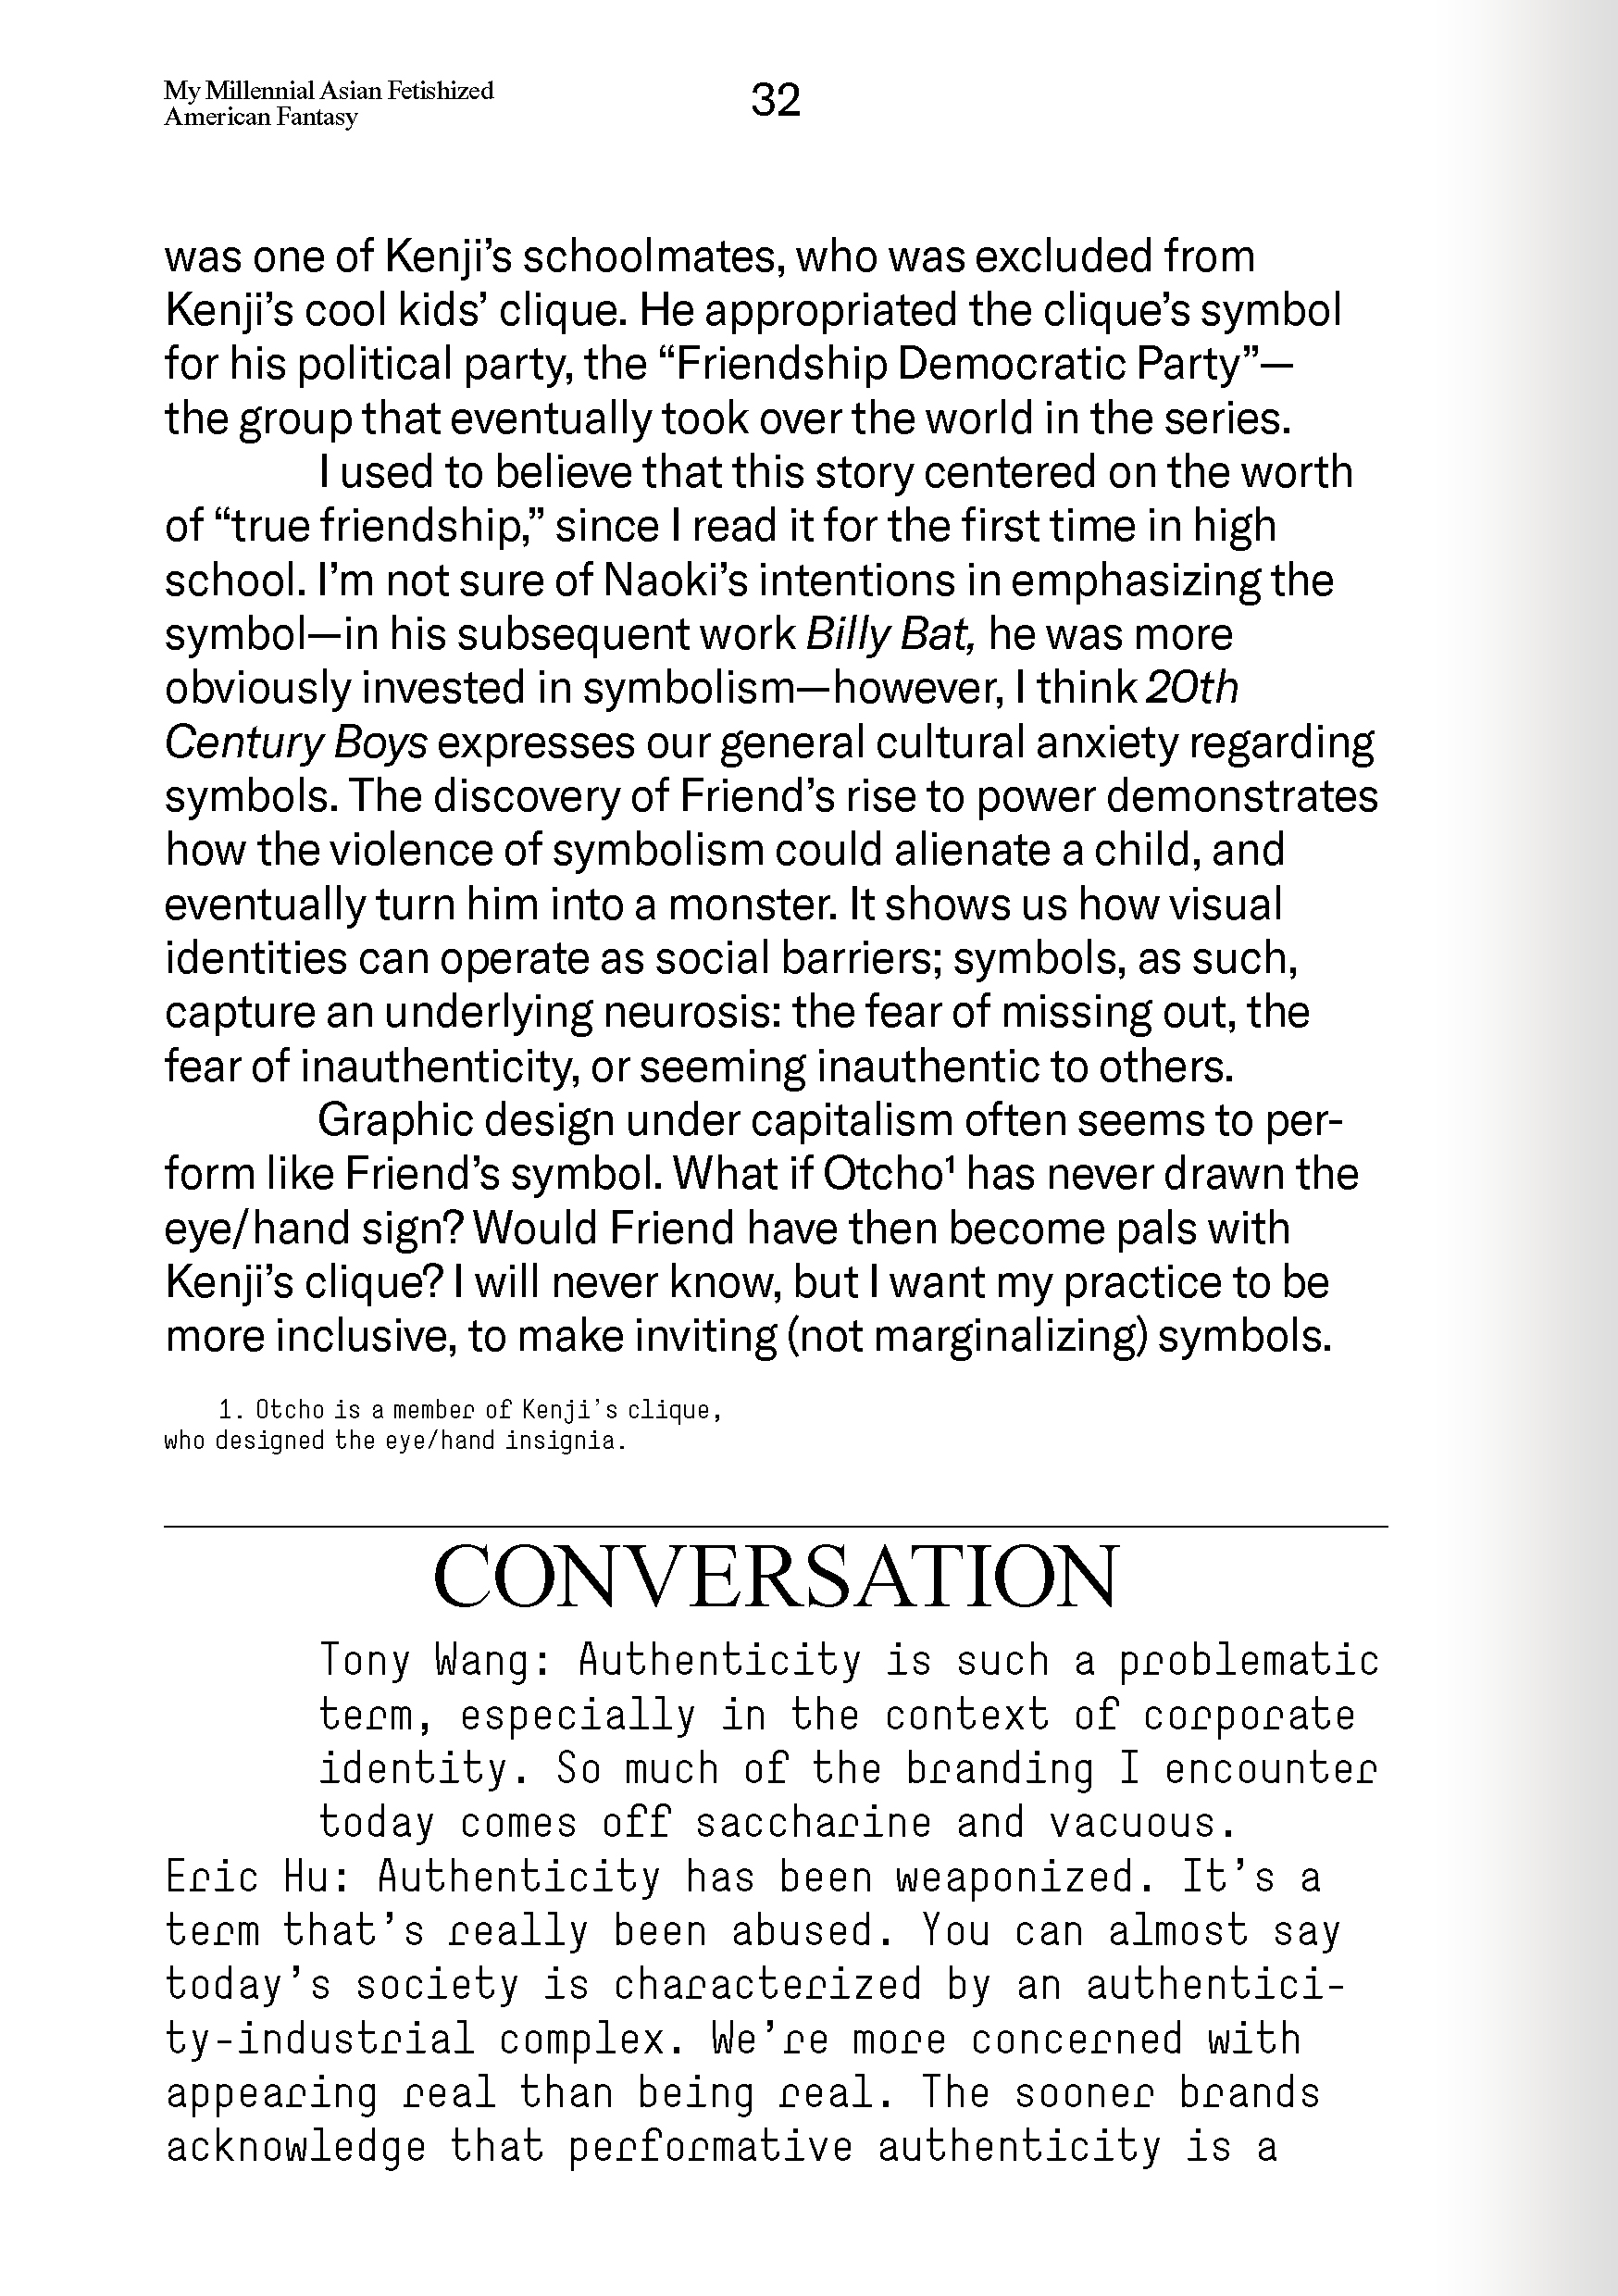 My Millennial Asian Fetishized
American Fantasy
32
was one of Kenji’s schoolmates, who was excluded from
Kenji’s cool kids’ clique. He appropriated the clique’s symbol
for his political party, the “Friendship Democratic Party”—
the group that eventually took over the world in the series.
I used to believe that this story centered on the worth
of “true friendship,” since I read it for the first time in high
school. I’m not sure of Naoki’s intentions in emphasizing the
symbol—in his subsequent work Billy Bat, he was more
obviously invested in symbolism—however, I think 20th
Century Boys expresses our general cultural anxiety regarding
symbols. The discovery of Friend’s rise to power demonstrates
how the violence of symbolism could alienate a child, and
eventually turn him into a monster. It shows us how visual
identities can operate as social barriers; symbols, as such,
capture an underlying neurosis: the fear of missing out, the
fear of inauthenticity, or seeming inauthentic to others.
Graphic design under capitalism often seems to per-
form like Friend’s symbol. What if Otcho¹ has never drawn the
eye/hand sign? Would Friend have then become pals with
Kenji’s clique? I will never know, but I want my practice to be
more inclusive, to make inviting (not marginalizing) symbols.
1. Otcho is a member of Kenji’s clique,
who designed the eye/hand insignia.
CONVERSATION
Tony Wang: Authenticity is such a problematic
term, especially in the context of corporate
identity. So much of the branding I encounter
today comes off saccharine and vacuous.
Eric Hu: Authenticity has been weaponized. It’s a
term that’s really been abused. You can almost say
today’s society is characterized by an authentici-
ty-industrial complex. We’re more concerned with
appearing real than being real. The sooner brands
acknowledge that performative authenticity is a